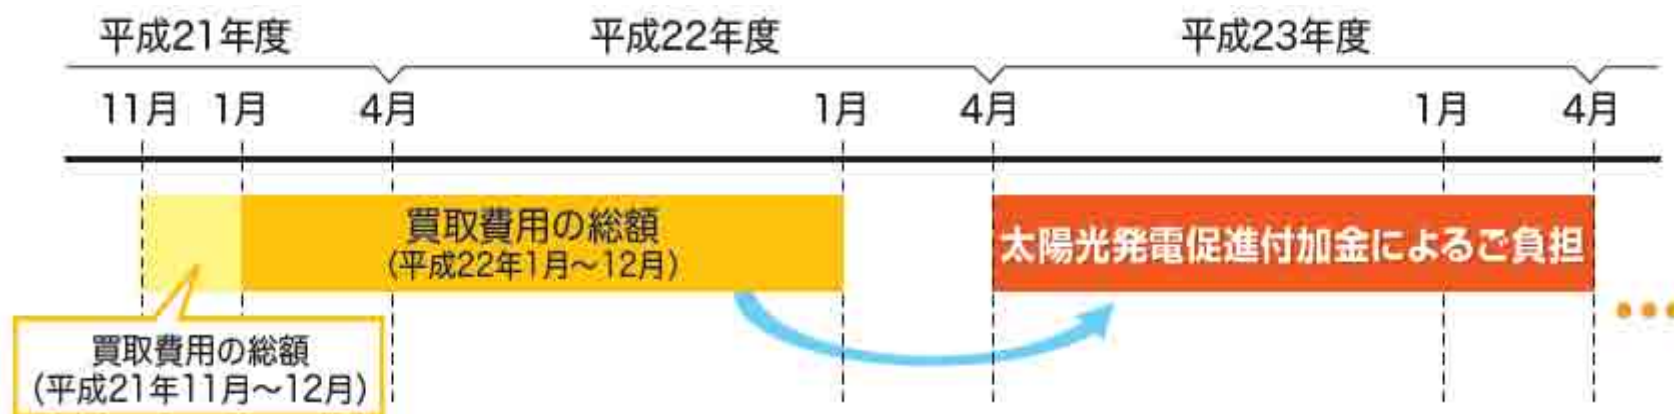 平成21年度 平成22年度 平成23年度
11月 1月 4月 1月 4月 1月 4月
買取費用の総額
(平成22年1月～12月)
太陽光発電促進付加金によるご負担
買取費用の総額
(平成21年11月～12月)